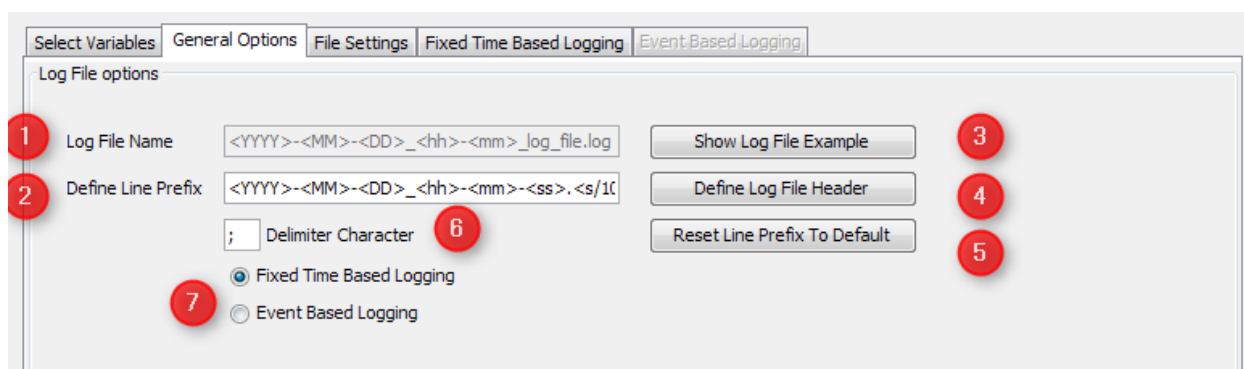 Select Variables General Options File Settings Fixed Time Based Logging Event Based Logging
Log File options
1 Log File Name <YYYY>-<MM>-<DD>_<hh>-<mm>_log_file.log Show Log File Example 3
2 Define Line Prefix <YYYY>-<MM>-<DD>_<hh>-<mm>-<ss>.<s/10 Define Log File Header 4
; Delimiter Character 6 Reset Line Prefix To Default 5
Fixed Time Based Logging
7
Event Based Logging